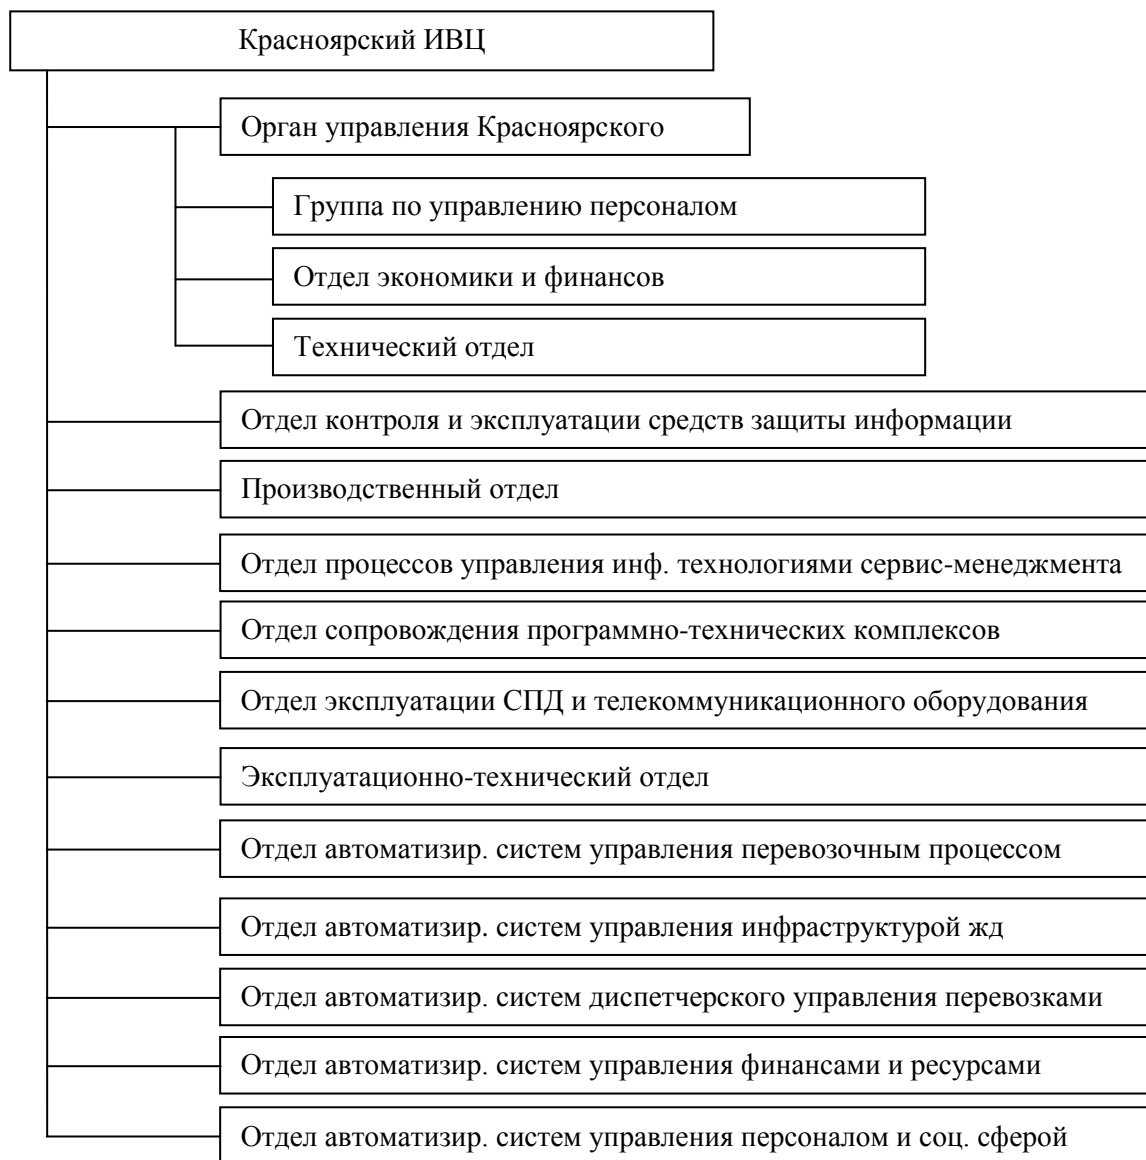 Красноярский ИВЦ
Орган управления Красноярского
Группа по управлению персоналом
Отдел экономики и финансов
Технический отдел
Отдел контроля и эксплуатации средств защиты информации
Производственный отдел
Отдел процессов управления инф. технологиями сервис-менеджмента
Отдел сопровождения программно-технических комплексов
Отдел эксплуатации СПД и телекоммуникационного оборудования
Эксплуатационно-технический отдел
Отдел автоматизир. систем управления перевозочным процессом
Отдел автоматизир. систем управления инфраструктурой жд
Отдел автоматизир. систем диспетчерского управления перевозками
Отдел автоматизир. систем управления финансами и ресурсами
Отдел автоматизир. систем управления персоналом и соц. сферой